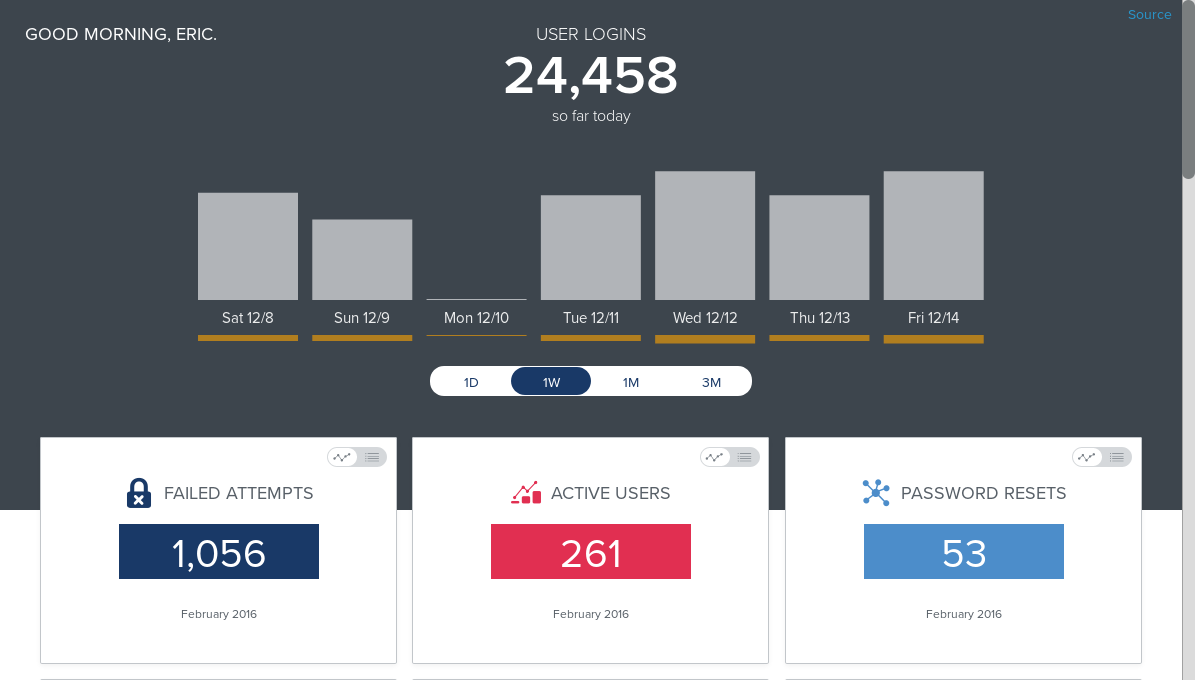 Source
GOOD MORNING, ERIC.
USER LOGINS
24,458
so far today
Sat 12/8 Sun 12/9 Mon 12/10 Tue 12/11 Wed 12/12 Thu 12/13 Fri 12/14
1D 1W 1M 3M
FAILED ATTEMPTS
1,056
February 2016
ACTIVE USERS
261
February 2016
PASSWORD RESETS
53
February 2016